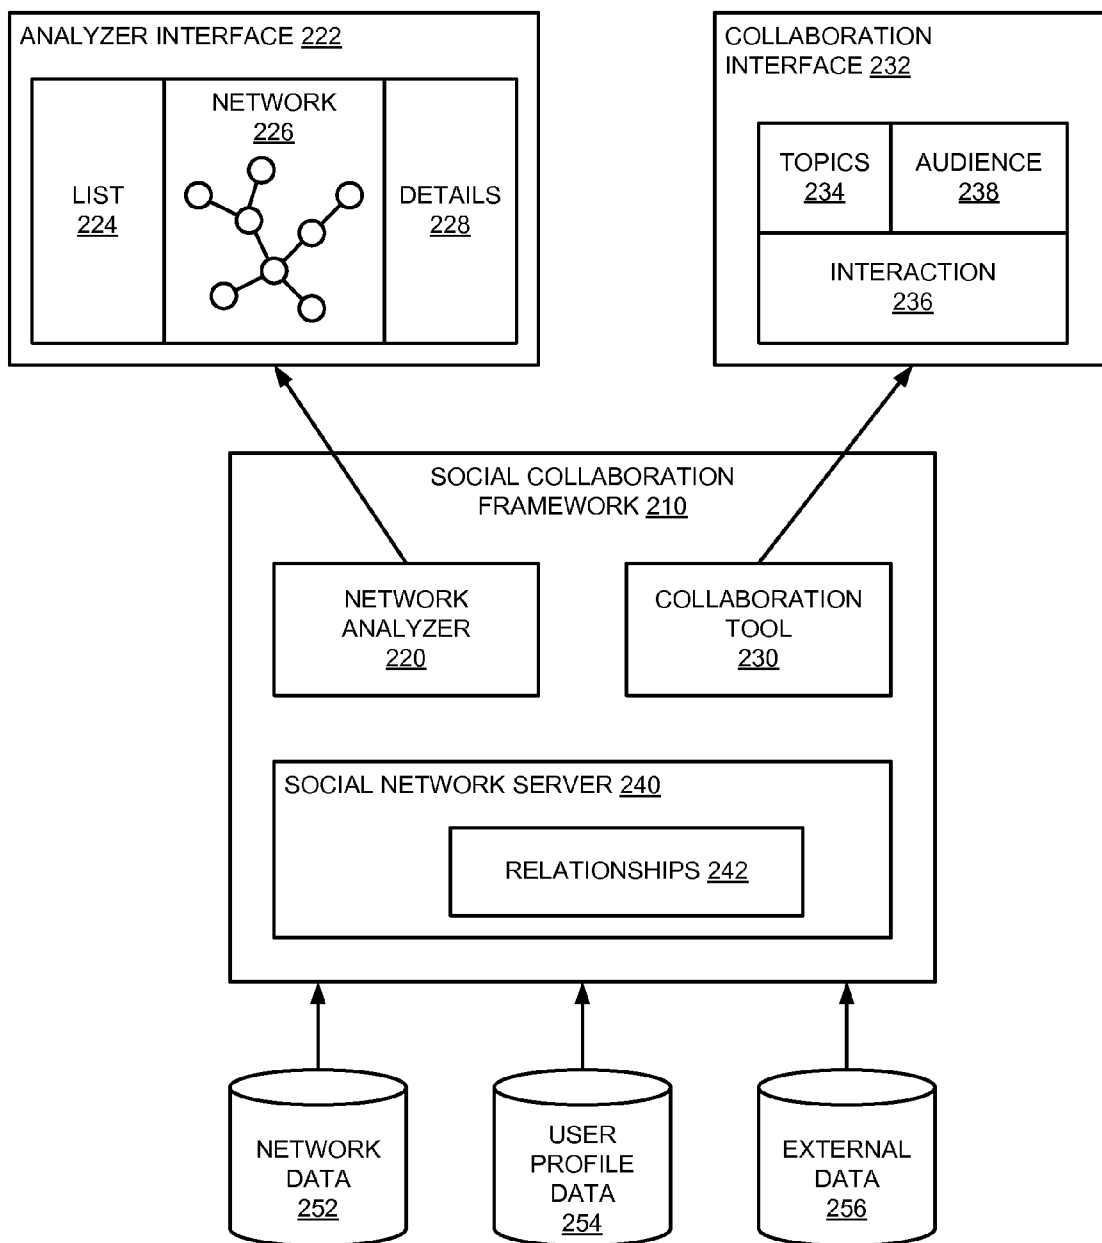 ANALYZER INTERFACE 222
LIST
224
NETWORK
226
DETAILS
228
COLLABORATION
INTERFACE 232
TOPICS
234
AUDIENCE
238
INTERACTION
236
SOCIAL COLLABORATION
FRAMEWORK 210
NETWORK
ANALYZER
220
COLLABORATION
TOOL
230
SOCIAL NETWORK SERVER 240
RELATIONSHIPS 242
NETWORK
DATA
252
USER
PROFILE
DATA
254
EXTERNAL
DATA
256